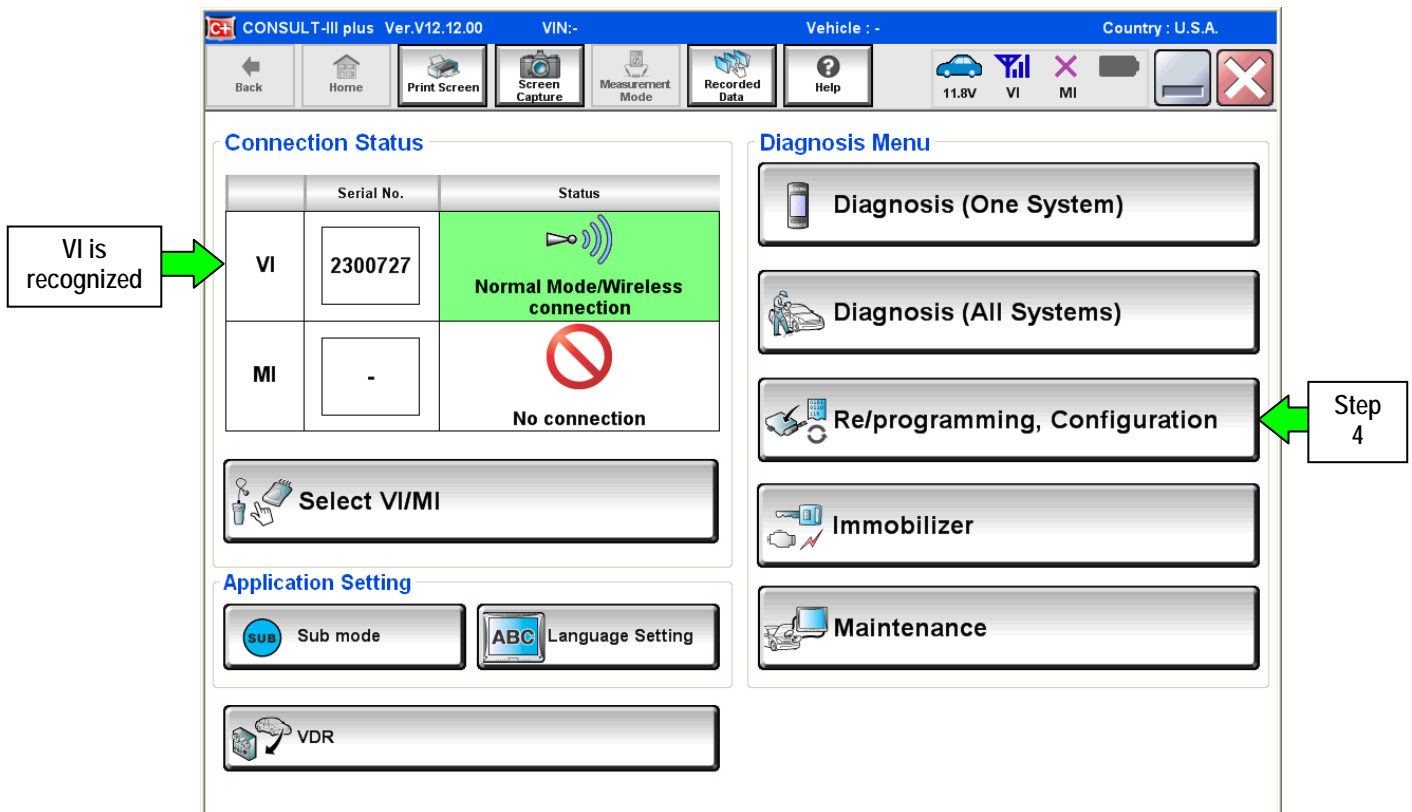 CONSULT-III plus Ver.V12.12.00 VIN:- Vehicle : - Country : U.S.A.
Back
Home
Print Screen
Screen
Capture
Measurement
Mode
Recorded
Data
Help
11.8V
VI
MI
Connection Status
Serial No. Status
VI is
recognized
VI
2300727
Normal Mode/Wireless
connection
MI
-
No connection
Select VI/MI
Application Setting
SUB
Sub mode
ABC
Language Setting
VDR
Diagnosis Menu
Diagnosis (One System)
Diagnosis (All Systems)
Re/programming, Configuration
Step
4
Immobilizer
Maintenance